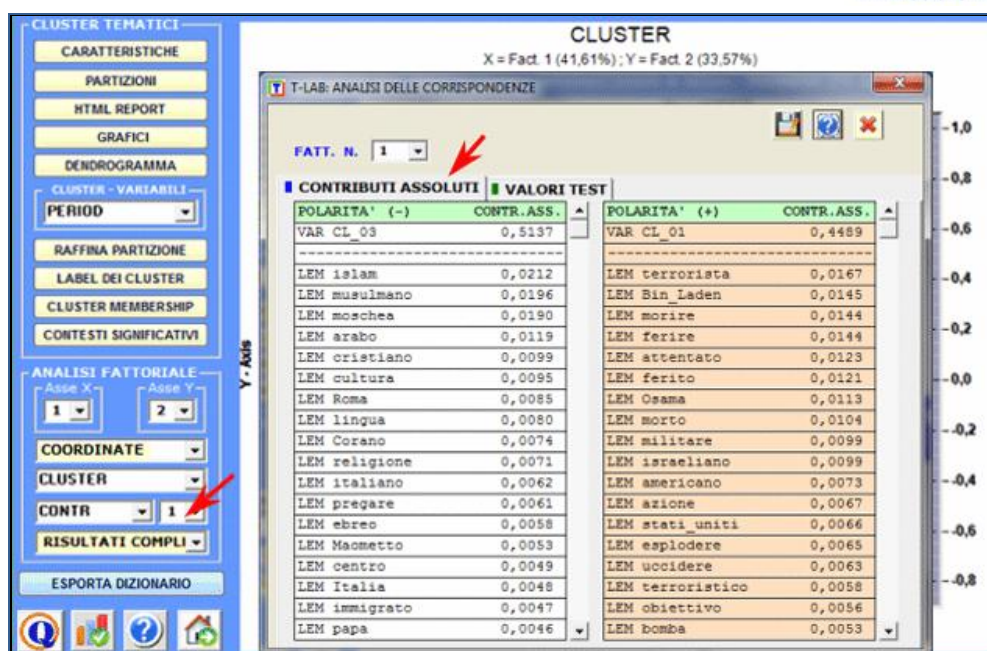 CLUSTER TEMATICI
CARATTERISTICHE
PARTIZIONI
HTML REPORT
GRAFICI
DENDROGRAMMA
CLUSTER - VARIABILI
PERIOD
RAFFINA PARTIZIONE
LABEL DEI CLUSTER
CLUSTER MEMBERSHIP
CONTESTI SIGNIFICATIVI
ANALISI FATTORIALE
Asse X Asse Y
1 2
COORDINATE
CLUSTER
CONTR 1
RISULTATI COMPLI
ESPORTA DIZIONARIO
Q ?
CLUSTER
X = Fact. 1 (41,61%) ; Y = Fact. 2 (33,57%)
T T-LAB: ANALISI DELLE CORRISPONDENZE
FATT. N. 1
CONTRIBUTI ASSOLUTI VALORI TEST
POLARITA' (-) CONTR.ASS. POLARITA' (+) CONTR.ASS.
VAR CL_03 0,5137 VAR CL_01 0,4489
LEM islam 0,0212 LEM terrorista 0,0167
LEM musulmano 0,0196 LEM Bin_Laden 0,0145
LEM moschea 0,0190 LEM morire 0,0144
LEM arabo 0,0119 LEM ferire 0,0144
LEM cristiano 0,0099 LEM attentato 0,0123
LEM cultura 0,0095 LEM ferito 0,0121
LEM Roma 0,0085 LEM Osama 0,0113
LEM lingua 0,0080 LEM morto 0,0104
LEM Corano 0,0074 LEM militare 0,0099
LEM religione 0,0071 LEM israeliano 0,0099
LEM italiano 0,0062 LEM americano 0,0073
LEM pregare 0,0061 LEM azione 0,0067
LEM ebreo 0,0058 LEM stati_uniti 0,0066
LEM Maometto 0,0053 LEM esplodere 0,0065
LEM centro 0,0049 LEM uccidere 0,0063
LEM Italia 0,0048 LEM terroristico 0,0058
LEM immigrato 0,0047 LEM obiettivo 0,0056
LEM papa 0,0046 LEM bomba 0,0053
Y - Axis
-1,0
-0,8
-0,6
-0,4
-0,2
-0,0
-0,2
-0,4
-0,6
-0,8